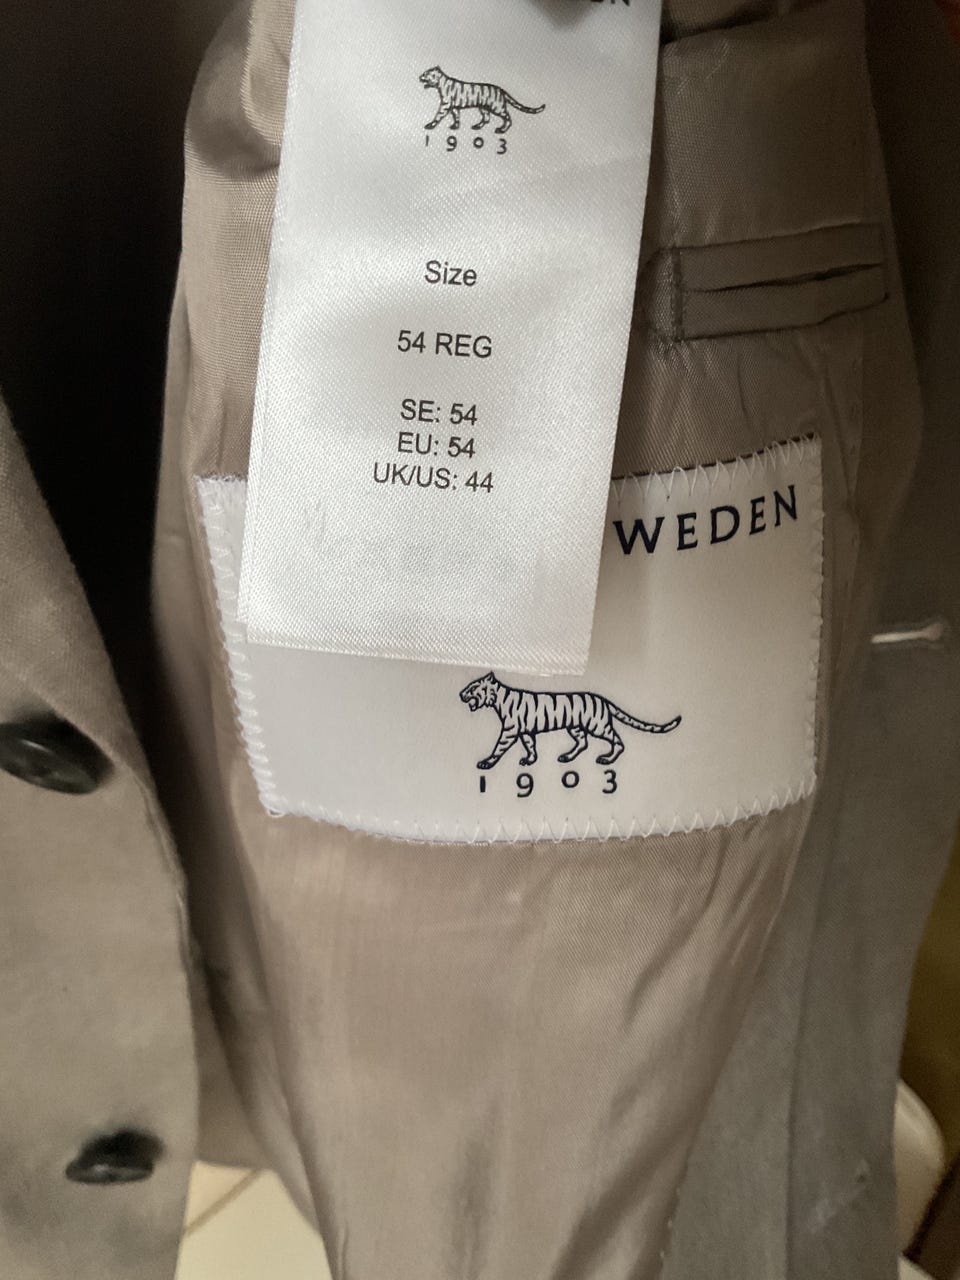 1903
Size
54 REG
SE: 54
EU: 54
UK/US: 44
WEDEN
1903